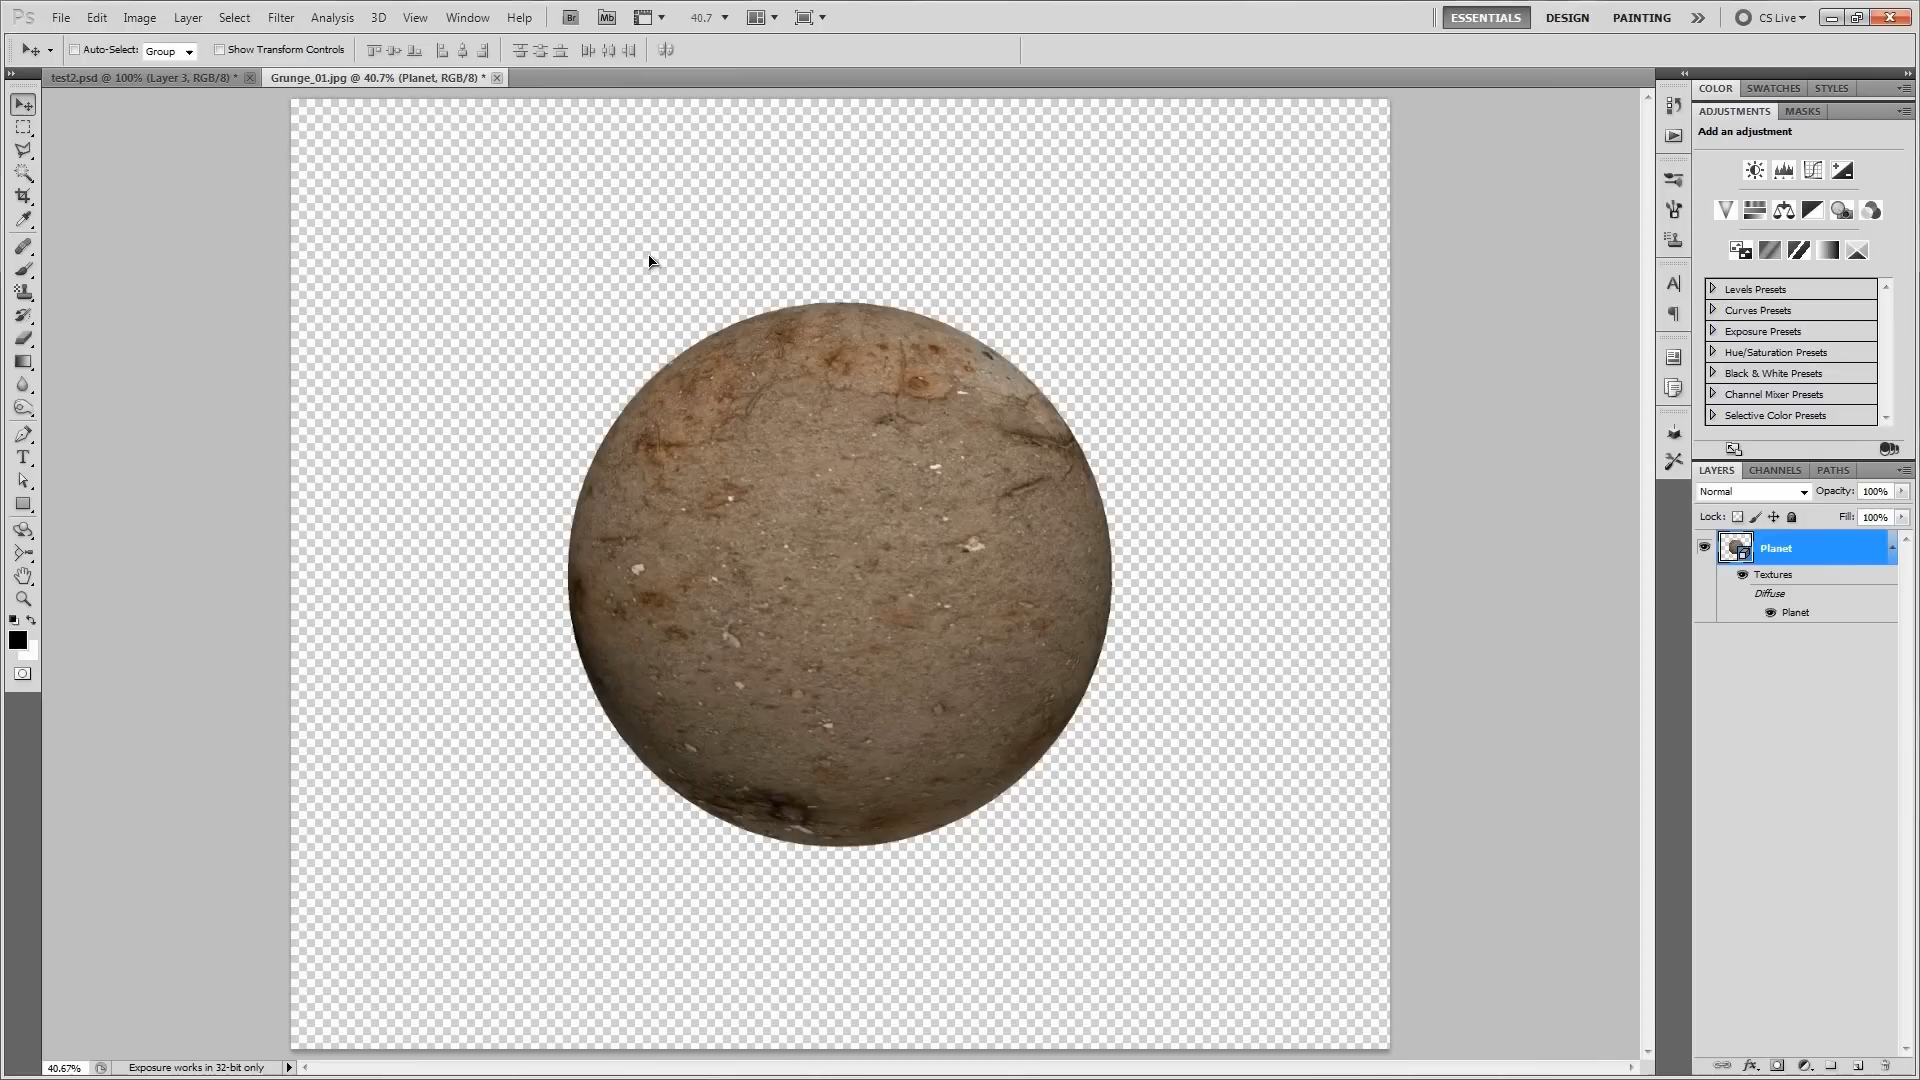 Ps File Edit Image Layer Select Filter Analysis 3D View Window Help Br Mb 40.7 ESSENTIALS DESIGN PAINTING CS Live
Auto-Select: Group Show Transform Controls
test2.psd @ 100% (Layer 3, RGB/8) * Grunge_01.jpg @ 40.7% (Planet, RGB/8) *
COLOR SWATCHES STYLES
ADJUSTMENTS MASKS
Add an adjustment
Levels Presets
Curves Presets
Exposure Presets
Hue/Saturation Presets
Black & White Presets
Channel Mixer Presets
Selective Color Presets
LAYERS CHANNELS PATHS
Normal Opacity: 100%
Lock: Fill: 100%
Planet
Textures
Diffuse
Planet
40.67% Exposure works in 32-bit only